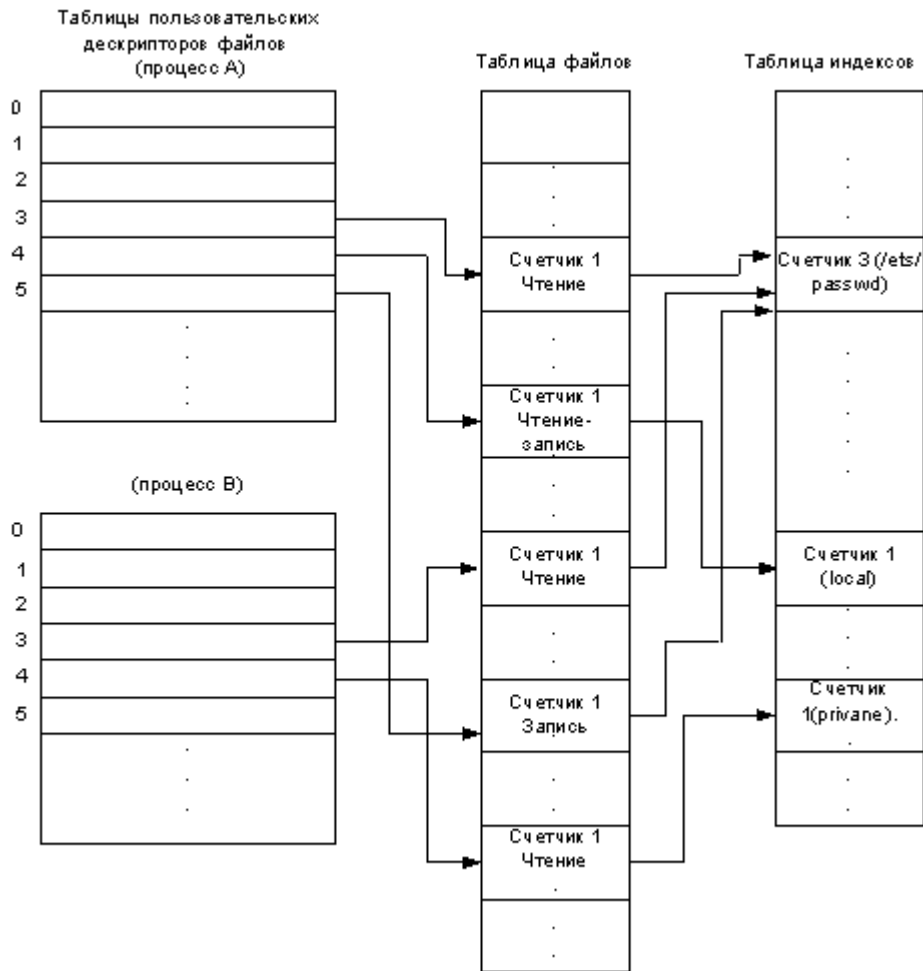 Таблицы пользовательских
дескрипторов файлов
(процесс А)
Таблица файлов
Таблица индексов
0
1
2
3
4
5
Счетчик 1
Чтение
Счетчик 3 (/ets/
passwd)
Счетчик 1
Чтение-
запись
(процесс В)
0
1
2
3
4
5
Счетчик 1
Чтение
Счетчик 1
(local)
Счетчик 1
Запись
Счетчик
1(privane).
Счетчик 1
Чтение